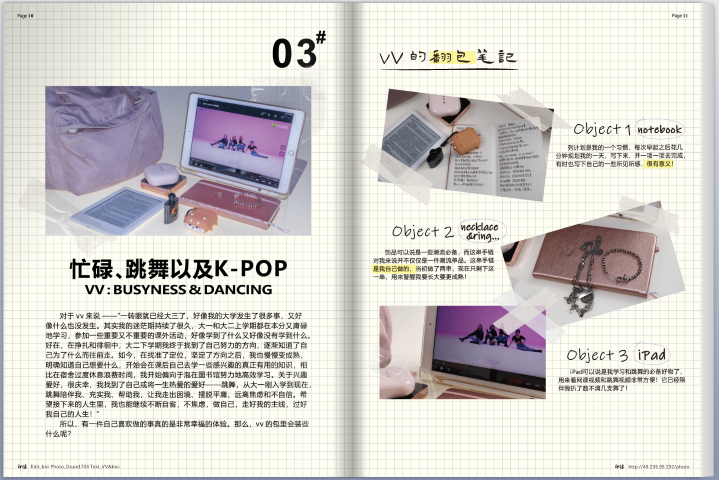 Page 10
03#
忙碌、跳舞以及K-POP
VV : BUSYNESS & DANCING
对于 vv 来说 ——“一转眼就已经大三了，好像我的大学发生了很多事，又好
像什么也没发生。其实我的迷茫期持续了很久，大一和大二上学期都在本分又庸碌
地学习，参加一些重要又不重要的课外活动，好像学到了什么又好像没有学到什么。
好在，在挣扎和徘徊中，大二下学期我终于找到了自己努力的方向，逐渐知道了自
己为了什么而往前走。如今，在找准了定位，坚定了方向之后，我也慢慢变成熟，
明确知道自己想要什么，开始会在课后自己去学一些感兴趣的真正有用的知识，相
比在宿舍过度休息浪费时间，我开始偏向于泡在图书馆努力地高效学习。关于兴趣
爱好，很庆幸，我找到了自己或将一生热爱的爱好——跳舞，从大一刚入学到现在，
跳舞陪伴我、充实我、帮助我，让我走出困境、摆脱平庸、远离焦虑和不自信。希
望接下来的人生里，我也能继续不断自省，不焦虑，做自己，走好我的主线，过好
我自己的人生！”
所以，有一件自己喜欢做的事真的是非常幸福的体验。那么，vv 的包里会装些
什么呢？
Page 11
VV 的翻包笔記
Object 1 notebook
列计划是我的一个习惯，每次早起之后花几
分钟规划我的一天，写下来，并一项一项去完成，
有时也写下自己的一些所见所感，很有意义！
Object 2 necklace
&ring...
饰品可以说是一些潮流必备，而这串手链
对我来说并不仅仅是一件潮流单品。这串手链
是我自己做的，当初做了两串，现在只剩下这
一串，用来警醒我要长大要更成熟！
Object 3 iPad
iPad可以说是我学习和跳舞的必备好物了，
用来看网课视频和跳舞视频非常方便！它已经陪
伴我扒了数不清几支舞了！